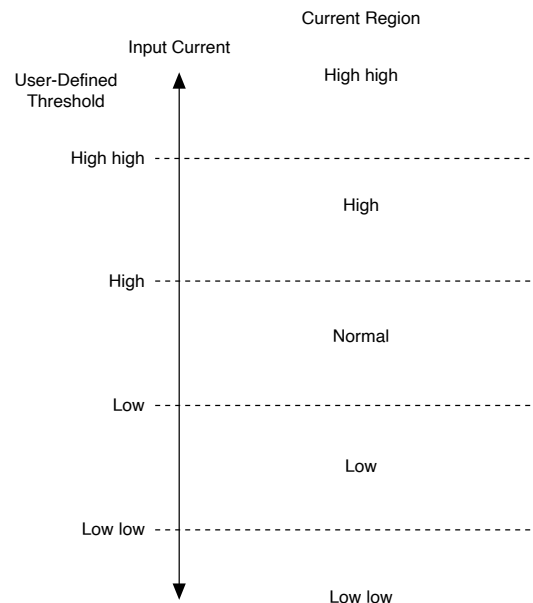 Current Region
Input Current
User-Defined
Threshold
High high
High high
High
High
Normal
Low
Low
Low low
Low low